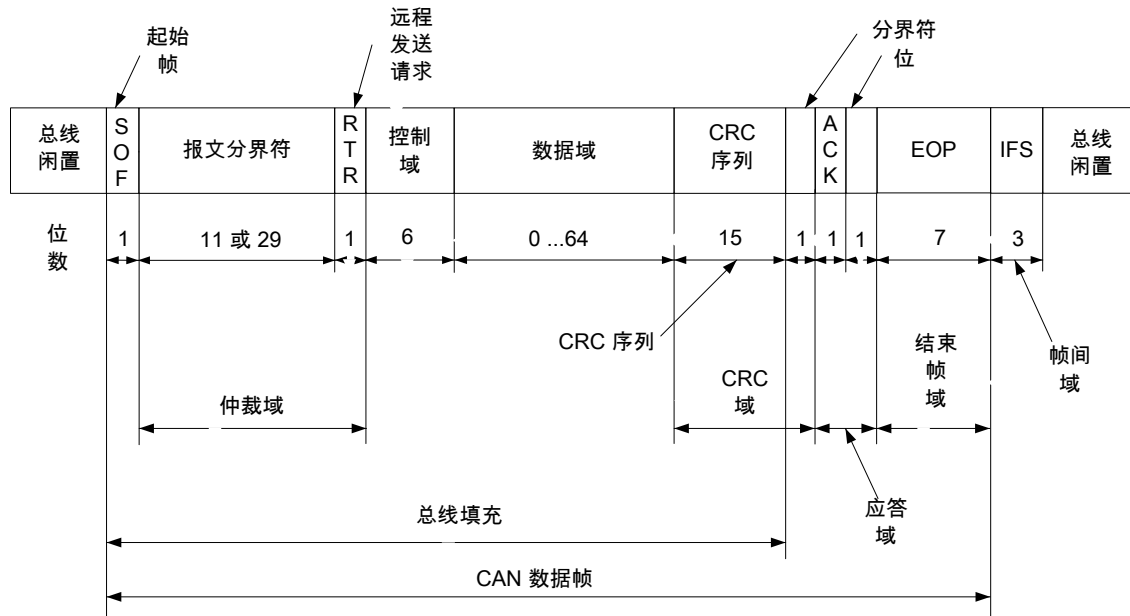 起始
帧
远程
发送
请求
分界符
位
总线
闲置
SOF
报文分界符
RTR
控制
域
数据域
CRC
序列
ACK
EOP
IFS
总线
闲置
位
数
1
11 或 29
1
6
0 ...64
15
1
1
1
7
3
CRC 序列
仲裁域
CRC
域
结束
帧
域
帧间
域
应答
域
总线填充
CAN 数据帧